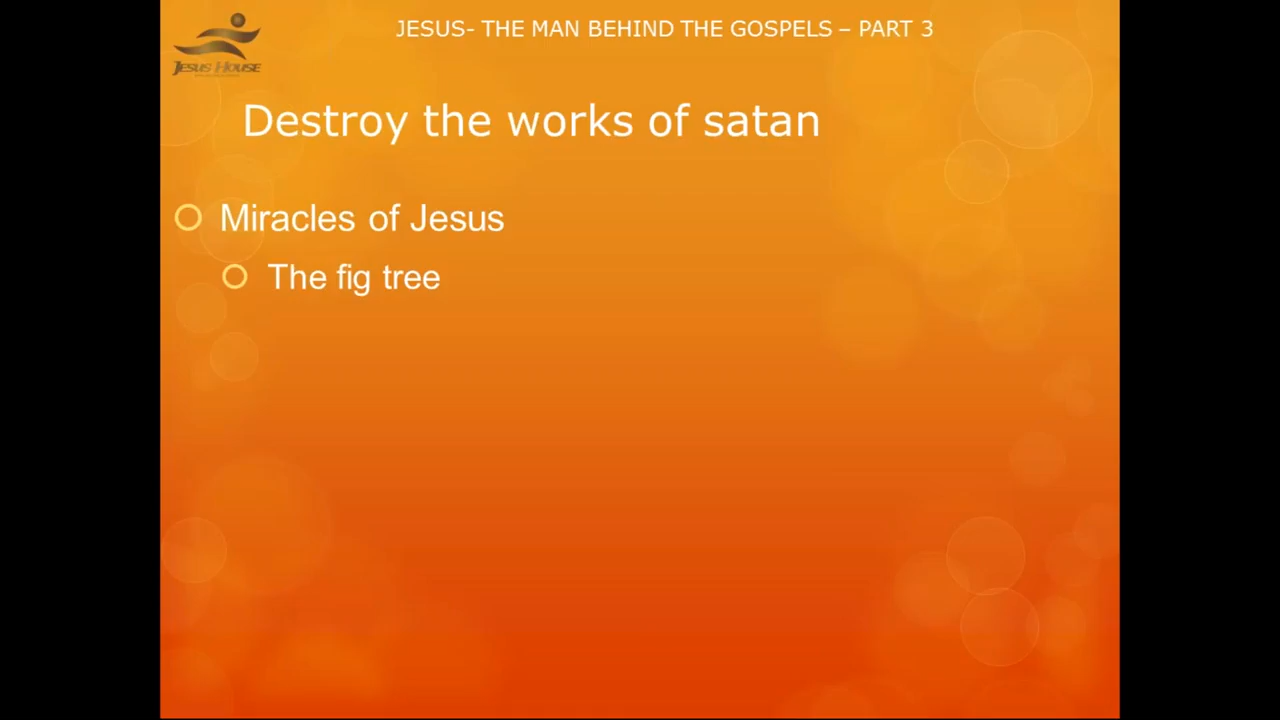 JESUS- THE MAN BEHIND THE GOSPELS – PART 3
JESUS HOUSE
Destroy the works of satan
Miracles of Jesus
The fig tree